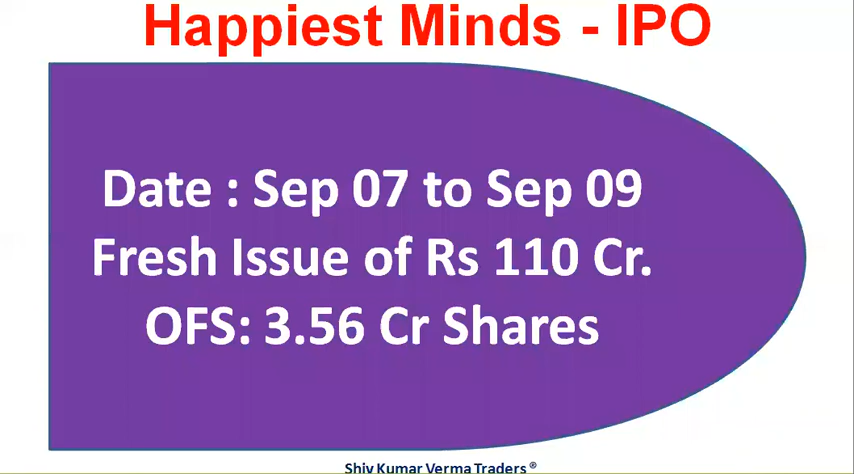 Happiest Minds - IPO
Date : Sep 07 to Sep 09
Fresh Issue of Rs 110 Cr.
OFS: 3.56 Cr Shares
Shiv Kumar Verma Traders ®